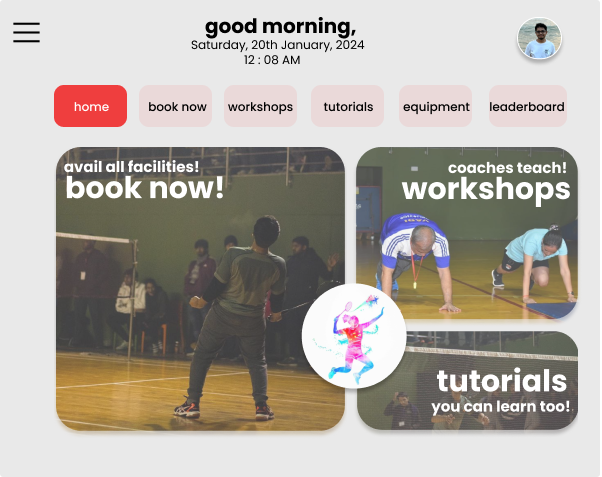 good morning,
Saturday, 20th January, 2024
12 : 08 AM
home
book now
workshops
tutorials
equipment
leaderboard
avail all facilities!
book now!
coaches teach!
workshops
tutorials
you can learn too!